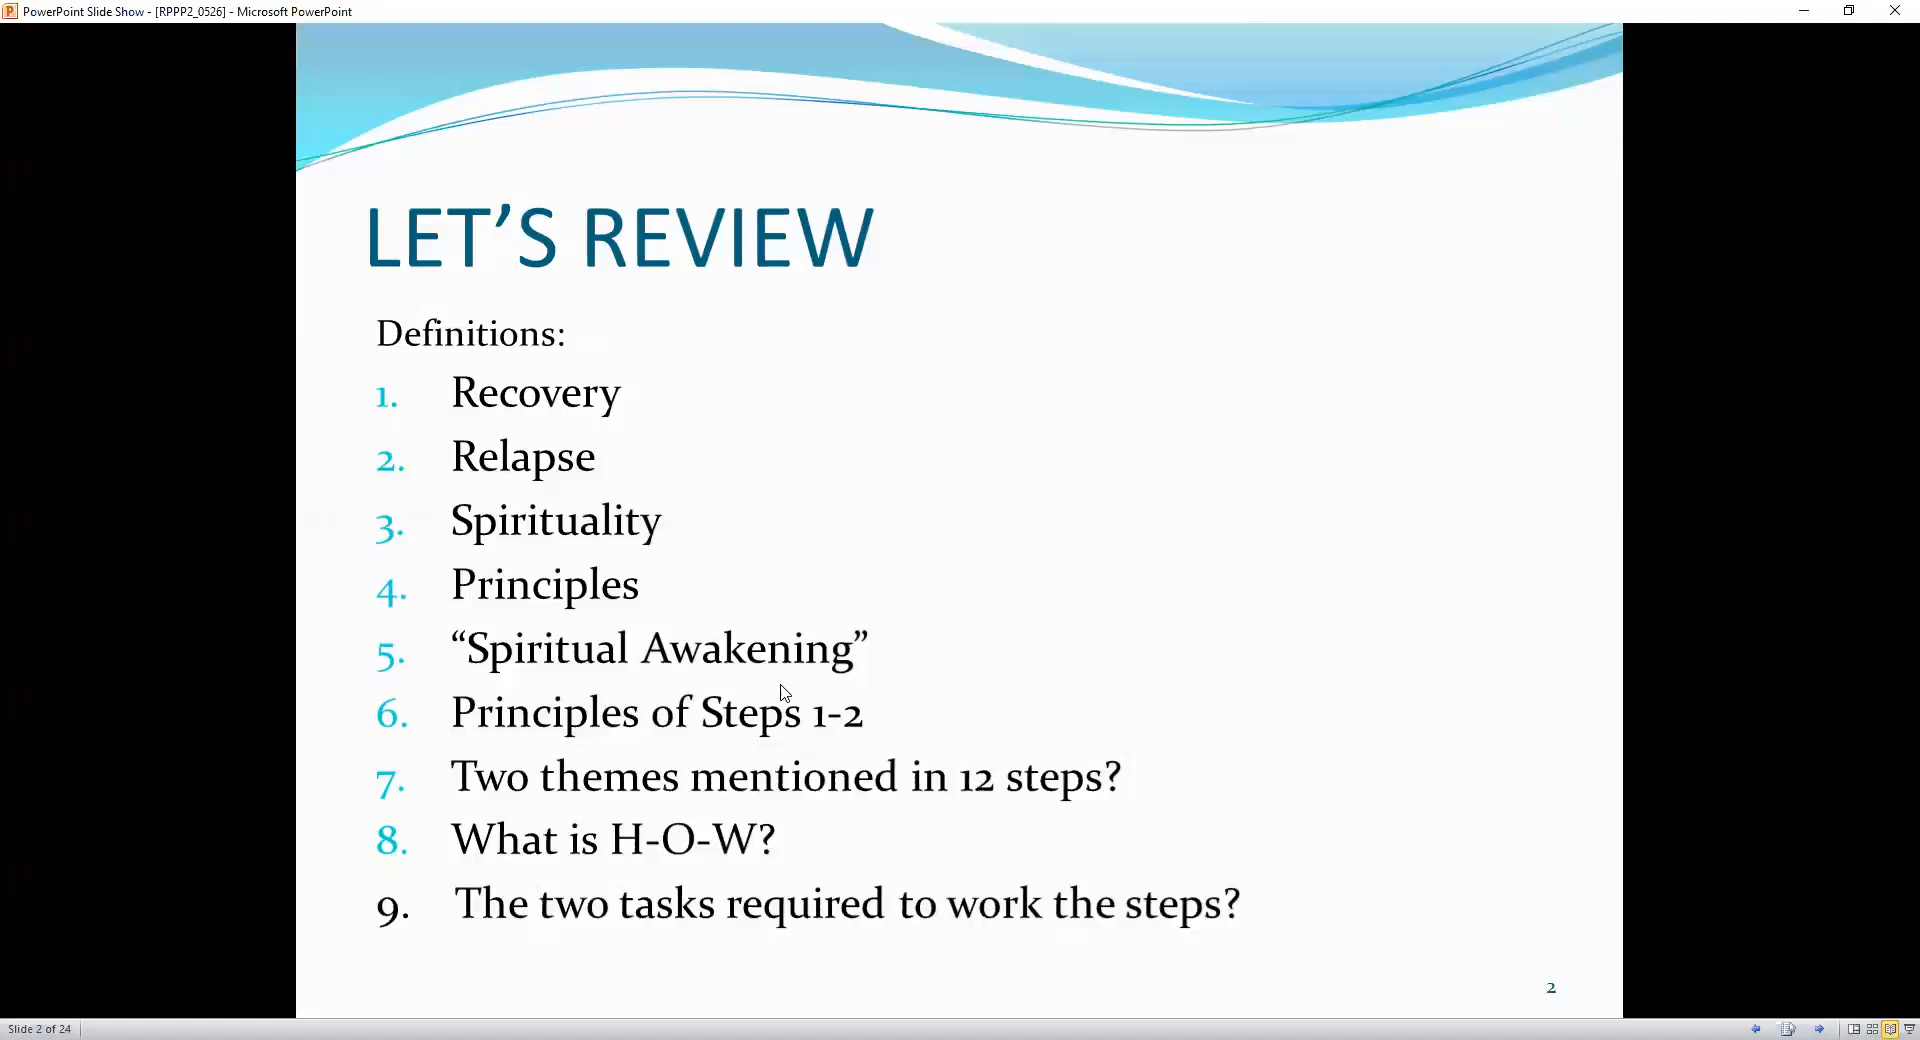 PowerPoint Slide Show - [RPPP2_0526] - Microsoft PowerPoint
LET’S REVIEW
Definitions:
1. Recovery
2. Relapse
3. Spirituality
4. Principles
5. “Spiritual Awakening”
6. Principles of Steps 1-2
7. Two themes mentioned in 12 steps?
8. What is H-O-W?
9. The two tasks required to work the steps?
2
Slide 2 of 24